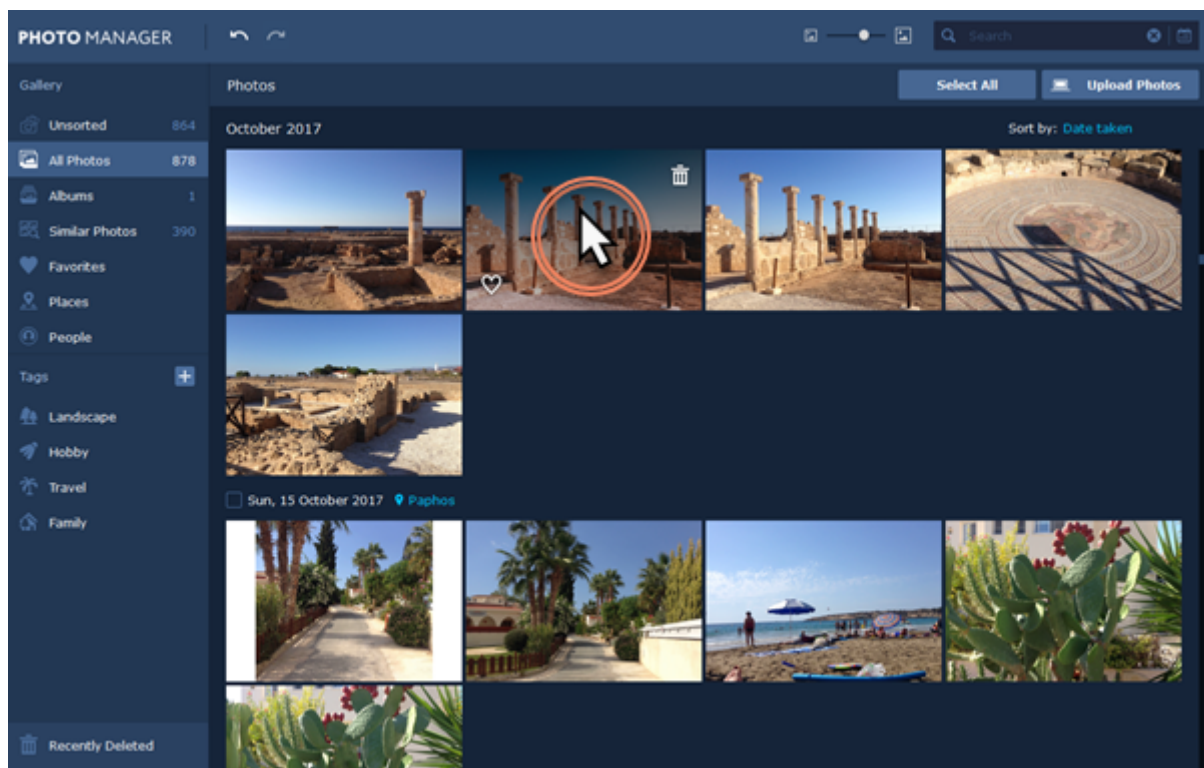 PHOTO MANAGER
Search
Gallery
Photos
Select All
Upload Photos
Unsorted 864
All Photos 878
Albums 1
Similar Photos 390
Favorites
Places
People
Tags
Landscape
Hobby
Travel
Family
Recently Deleted
October 2017
Sort by: Date taken
Sun, 15 October 2017 Paphos